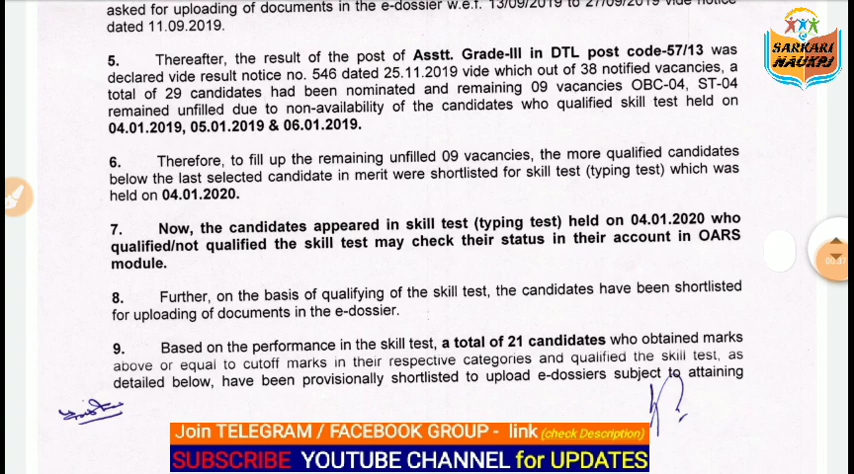 asked for uploading of documents in the e-dossier w.e.f. 13/09/2019 to 27/09/2019 vide notice
dated 11.09.2019.
5. Thereafter, the result of the post of Asstt. Grade-III in DTL post code-57/13 was
declared vide result notice no. 546 dated 25.11.2019 vide which out of 38 notified vacancies, a
total of 29 candidates had been nominated and remaining 09 vacancies OBC-04, ST-04
remained unfilled due to non-availability of the candidates who qualified skill test held on
04.01.2019, 05.01.2019 & 06.01.2019.
6. Therefore, to fill up the remaining unfilled 09 vacancies, the more qualified candidates
below the last selected candidate in merit were shortlisted for skill test (typing test) which was
held on 04.01.2020.
7. Now, the candidates appeared in skill test (typing test) held on 04.01.2020 who
qualified/not qualified the skill test may check their status in their account in OARS
module.
8. Further, on the basis of qualifying of the skill test, the candidates have been shortlisted
for uploading of documents in the e-dossier.
9. Based on the performance in the skill test, a total of 21 candidates who obtained marks
above or equal to cutoff marks in their respective categories and qualified the skill test, as
detailed below, have been provisionally shortlisted to upload e-dossiers subject to attaining
SARKARI
NAUKRI
Join TELEGRAM / FACEBOOK GROUP - link (check Description)
SUBSCRIBE YOUTUBE CHANNEL for UPDATES